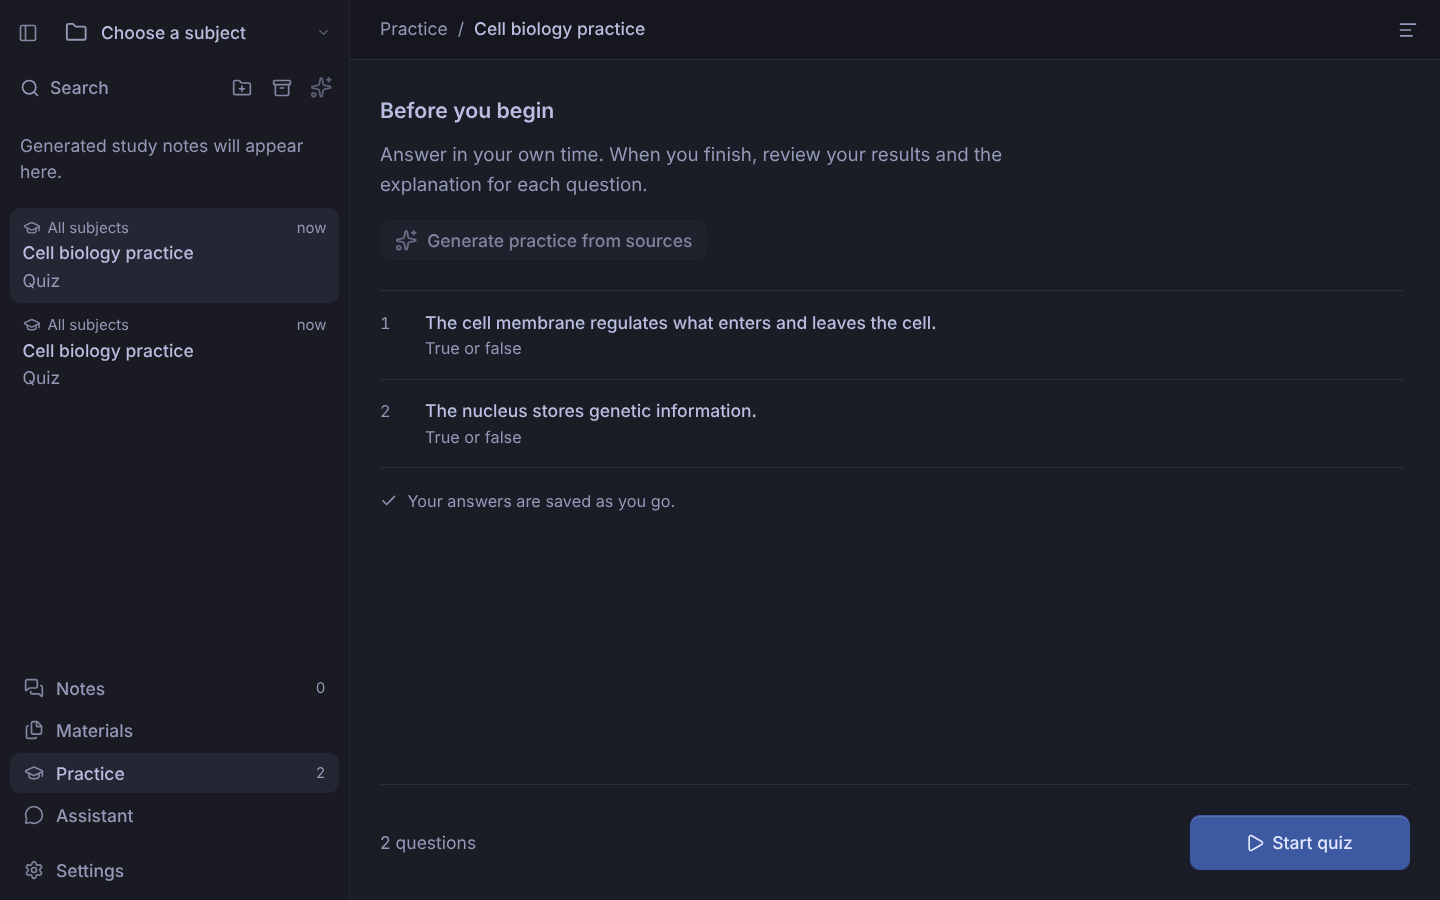 Choose a subject
Search
Generated study notes will appear
here.
All subjects now
Cell biology practice
Quiz
All subjects now
Cell biology practice
Quiz
Notes 0
Materials
Practice 2
Assistant
Settings
Practice / Cell biology practice
Before you begin
Answer in your own time. When you finish, review your results and the
explanation for each question.
Generate practice from sources
1 The cell membrane regulates what enters and leaves the cell.
True or false
2 The nucleus stores genetic information.
True or false
Your answers are saved as you go.
2 questions
Start quiz